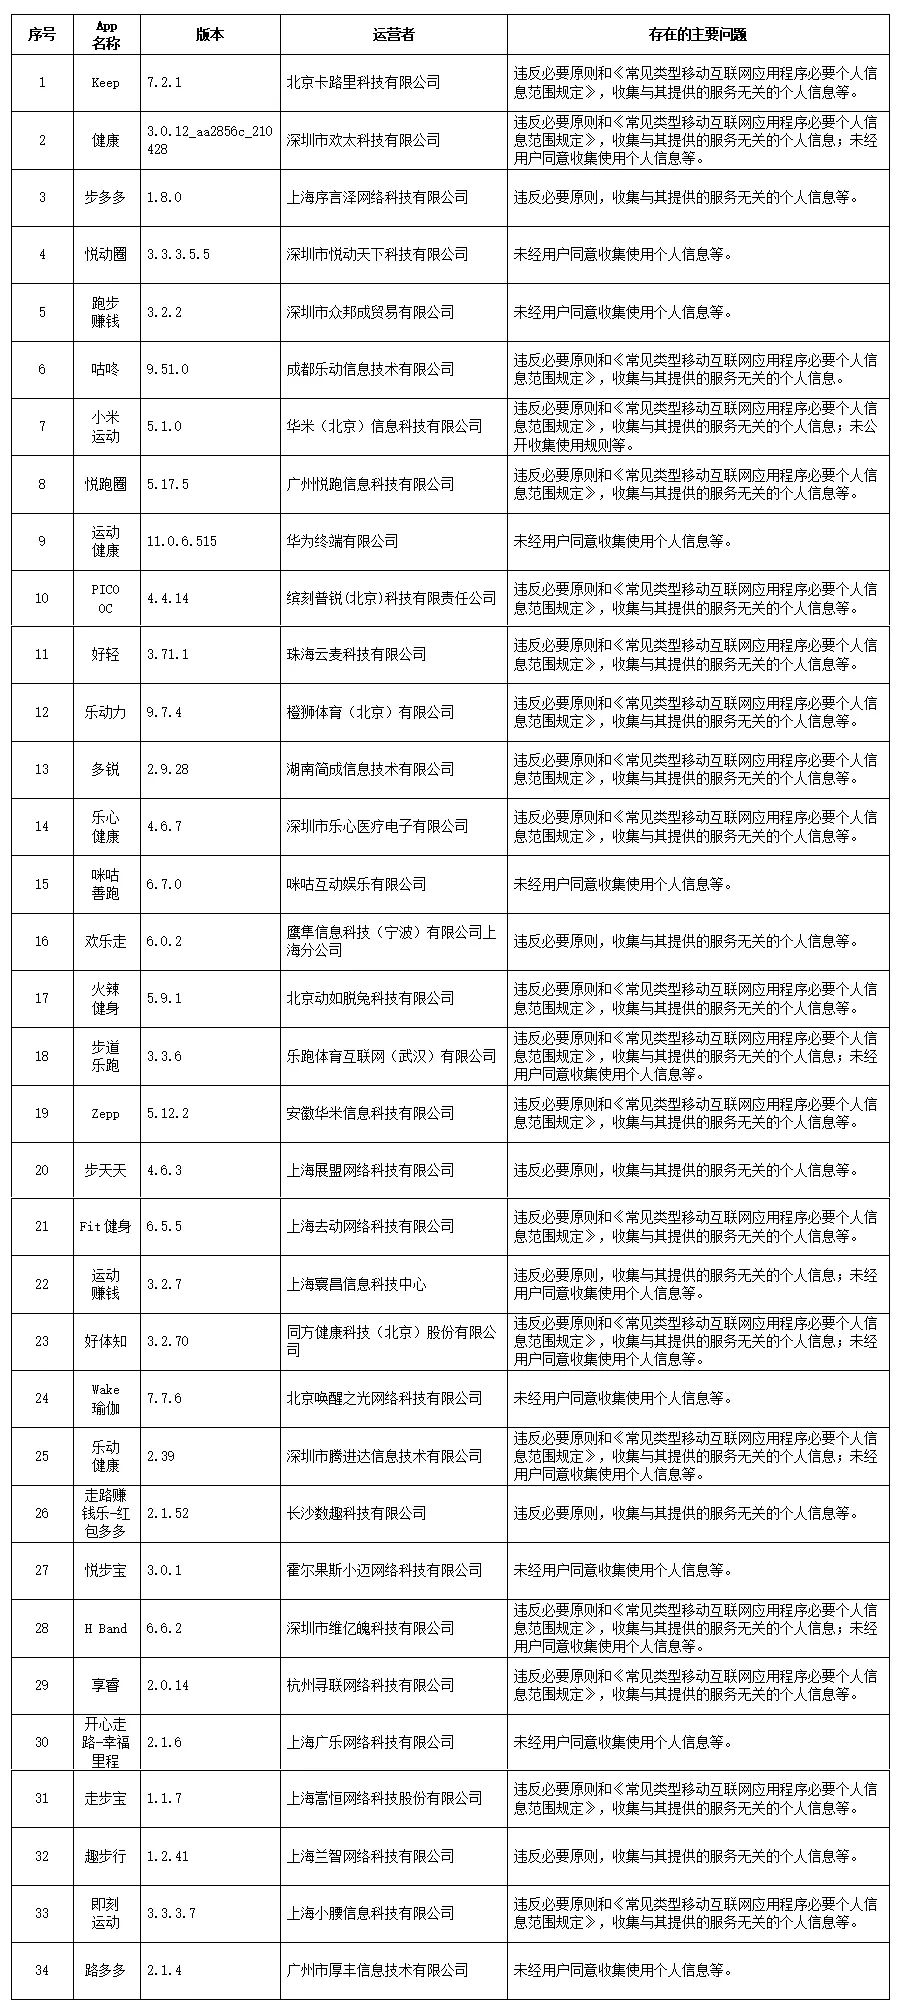 序号 App 名称 版本 运营者 存在的主要问题
1 Keep 7.2.1 北京卡路里科技有限公司 违反必要原则和《常见类型移动互联网应用程序必要个人信
息范围规定》，收集与其提供的服务无关的个人信息等。
2 健康 3.0.12_aa2856c_210
428 深圳市欢太科技有限公司 违反必要原则和《常见类型移动互联网应用程序必要个人信
息范围规定》，收集与其提供的服务无关的个人信息；未经
用户同意收集使用个人信息等。
3 步多多 1.8.0 上海序言泽网络科技有限公司 违反必要原则，收集与其提供的服务无关的个人信息等。
4 悦动圈 3.3.3.5.5 深圳市悦动天下科技有限公司 未经用户同意收集使用个人信息等。
5 跑步
赚钱 3.2.2 深圳市众邦成贸易有限公司 未经用户同意收集使用个人信息等。
6 咕咚 9.51.0 成都乐动信息技术有限公司 违反必要原则和《常见类型移动互联网应用程序必要个人信
息范围规定》，收集与其提供的服务无关的个人信息。
7 小米
运动 5.1.0 华米（北京）信息科技有限公司 违反必要原则和《常见类型移动互联网应用程序必要个人信
息范围规定》，收集与其提供的服务无关的个人信息；未公
开收集使用规则等。
8 悦跑圈 5.17.5 广州悦跑信息科技有限公司 违反必要原则和《常见类型移动互联网应用程序必要个人信
息范围规定》，收集与其提供的服务无关的个人信息等。
9 运动
健康 11.0.6.515 华为终端有限公司 未经用户同意收集使用个人信息等。
10 PICO
OC 4.4.14 缤刻普锐(北京)科技有限责任公司 违反必要原则和《常见类型移动互联网应用程序必要个人信
息范围规定》，收集与其提供的服务无关的个人信息等。
11 好轻 3.71.1 珠海云麦科技有限公司 违反必要原则和《常见类型移动互联网应用程序必要个人信
息范围规定》，收集与其提供的服务无关的个人信息等。
12 乐动力 9.7.4 橙狮体育（北京）有限公司 违反必要原则和《常见类型移动互联网应用程序必要个人信
息范围规定》，收集与其提供的服务无关的个人信息等。
13 多锐 2.9.28 湖南简成信息技术有限公司 违反必要原则和《常见类型移动互联网应用程序必要个人信
息范围规定》，收集与其提供的服务无关的个人信息等。
14 乐心
健康 4.6.7 深圳市乐心医疗电子有限公司 违反必要原则和《常见类型移动互联网应用程序必要个人信
息范围规定》，收集与其提供的服务无关的个人信息等。
15 咪咕
善跑 6.7.0 咪咕互动娱乐有限公司 未经用户同意收集使用个人信息等。
16 欢乐走 6.0.2 鹰隼信息科技（宁波）有限公司上
海分公司 违反必要原则，收集与其提供的服务无关的个人信息等。
17 火辣
健身 5.9.1 北京动如脱兔科技有限公司 违反必要原则和《常见类型移动互联网应用程序必要个人信
息范围规定》，收集与其提供的服务无关的个人信息等。
18 步道
乐跑 3.3.6 乐跑体育互联网（武汉）有限公司 违反必要原则和《常见类型移动互联网应用程序必要个人信
息范围规定》，收集与其提供的服务无关的个人信息；未经
用户同意收集使用个人信息等。
19 Zepp 5.12.2 安徽华米信息科技有限公司 违反必要原则和《常见类型移动互联网应用程序必要个人信
息范围规定》，收集与其提供的服务无关的个人信息等。
20 步天天 4.6.3 上海展盟网络科技有限公司 违反必要原则，收集与其提供的服务无关的个人信息等。
21 Fit健身 6.5.5 上海去动网络科技有限公司 违反必要原则和《常见类型移动互联网应用程序必要个人信
息范围规定》，收集与其提供的服务无关的个人信息等。
22 运动
赚钱 3.2.7 上海寰昌信息科技中心 违反必要原则，收集与其提供的服务无关的个人信息；未经
用户同意收集使用个人信息等。
23 好体知 3.2.70 同方健康科技（北京）股份有限公
司 违反必要原则和《常见类型移动互联网应用程序必要个人信
息范围规定》，收集与其提供的服务无关的个人信息；未经
用户同意收集使用个人信息等。
24 Wake
瑜伽 7.7.6 北京唤醒之光网络科技有限公司 未经用户同意收集使用个人信息等。
25 乐动
健康 2.39 深圳市腾进达信息技术有限公司 违反必要原则和《常见类型移动互联网应用程序必要个人信
息范围规定》，收集与其提供的服务无关的个人信息；未经
用户同意收集使用个人信息等。
26 走路赚
钱乐-红
包多多 2.1.52 长沙数趣科技有限公司 违反必要原则，收集与其提供的服务无关的个人信息等。
27 悦步宝 3.0.1 霍尔果斯小迈网络科技有限公司 未经用户同意收集使用个人信息等。
28 H Band 6.6.2 深圳市维亿魄科技有限公司 违反必要原则和《常见类型移动互联网应用程序必要个人信
息范围规定》，收集与其提供的服务无关的个人信息；未经
用户同意收集使用个人信息等。
29 享睿 2.0.14 杭州寻联网络科技有限公司 违反必要原则和《常见类型移动互联网应用程序必要个人信
息范围规定》，收集与其提供的服务无关的个人信息等。
30 开心走
路-幸福
里程 2.1.6 上海广乐网络科技有限公司 未经用户同意收集使用个人信息等。
31 走步宝 1.1.7 上海嵩恒网络科技股份有限公司 违反必要原则和《常见类型移动互联网应用程序必要个人信
息范围规定》，收集与其提供的服务无关的个人信息等。
32 趣步行 1.2.41 上海兰智网络科技有限公司 违反必要原则，收集与其提供的服务无关的个人信息等。
33 即刻
运动 3.3.3.7 上海小腰信息科技有限公司 违反必要原则和《常见类型移动互联网应用程序必要个人信
息范围规定》，收集与其提供的服务无关的个人信息等。
34 路多多 2.1.4 广州市厚丰信息技术有限公司 未经用户同意收集使用个人信息等。